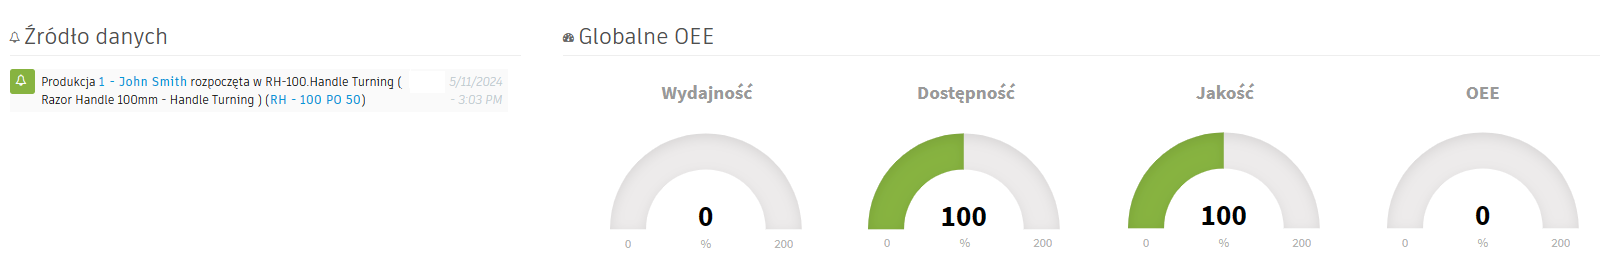 Źródło danych
Produkcja 1 - John Smith rozpoczęta w RH-100.Handle Turning (
Razor Handle 100mm - Handle Turning ) (RH - 100 PO 50)
5/11/2024
- 3:03 PM
Globalne OEE
Wydajność
0
0 % 200
Dostępność
100
0 % 200
Jakość
100
0 % 200
OEE
0
0 % 200